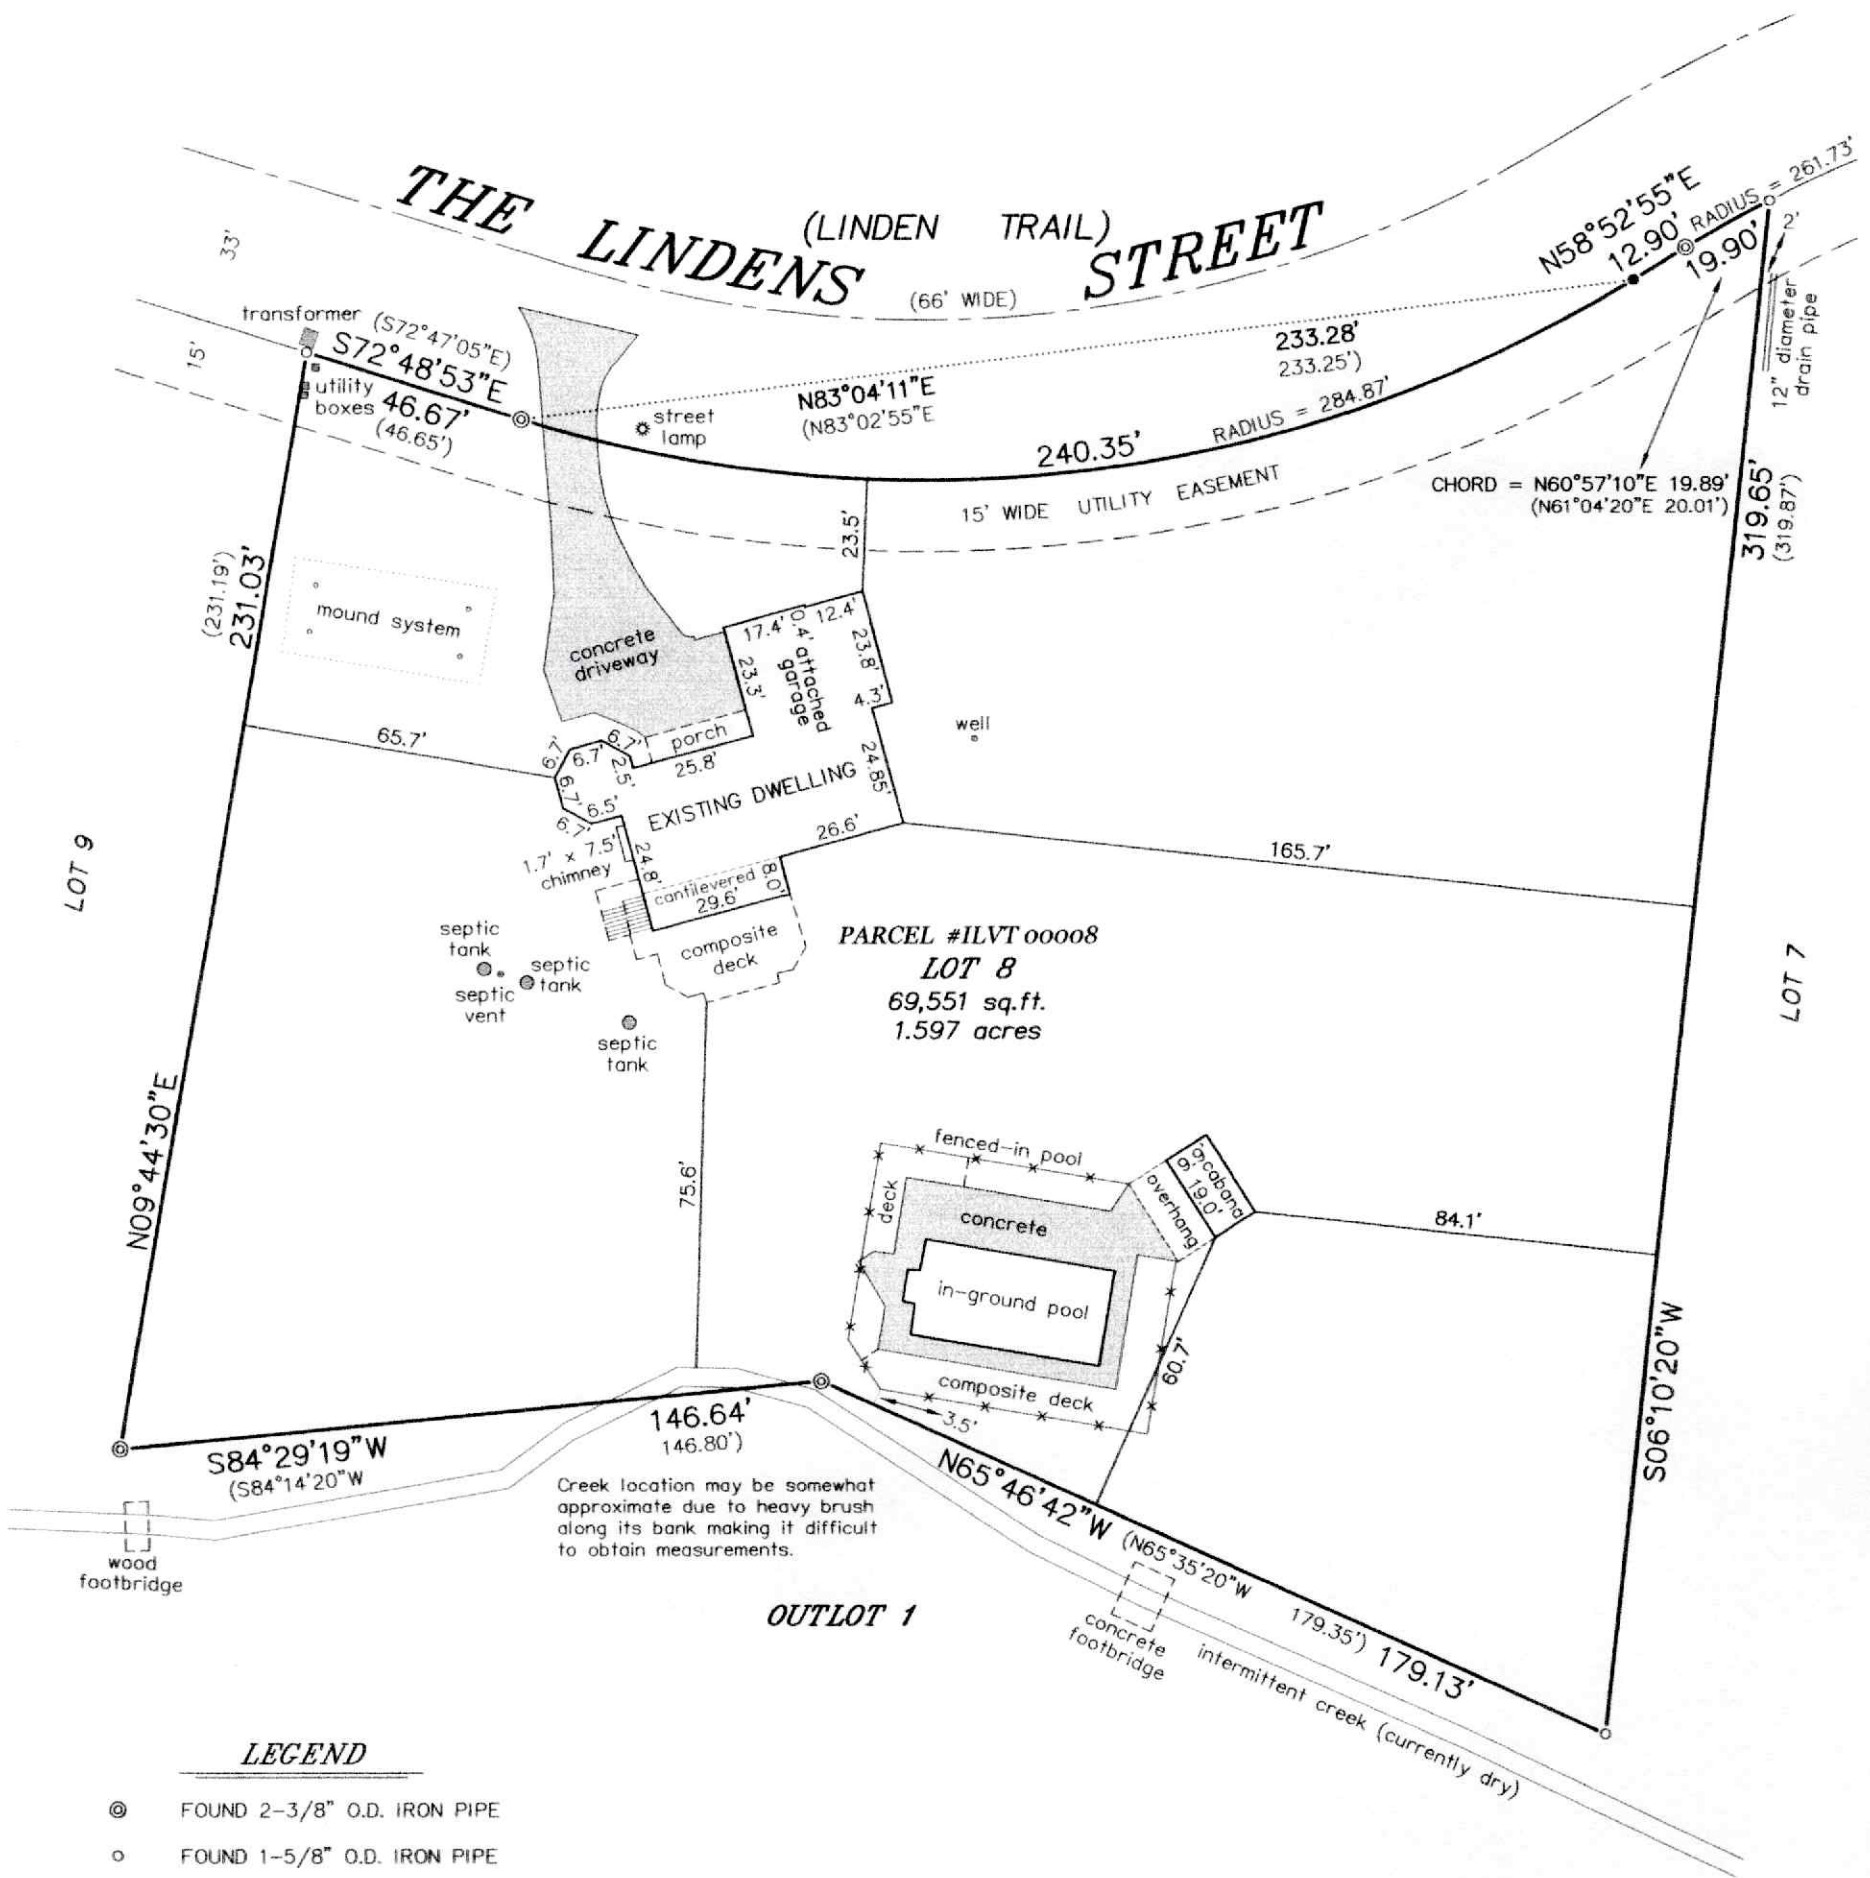 THE LINDENS STREET
(LINDEN TRAIL)
(66' WIDE)
33'
15'
transformer
(S72°47'05"E)
S72°48'53"E
46.67'
(46.65')
utility
boxes
street
lamp
N83°04'11"E
(N83°02'55"E
233.28'
233.25')
240.35'
RADIUS = 284.87'
N58°52'55"E
12.90'
RADIUS = 261.73'
19.90'
2'
12" diameter
drain pipe
CHORD = N60°57'10"E 19.89'
(N61°04'20"E 20.01')
15' WIDE UTILITY EASEMENT
319.65'
(319.87')
(231.19')
231.03'
mound system
concrete
driveway
23.5'
17.4'
0.4'
12.4'
attached
garage
23.3'
23.8'
4.3'
24.85'
well
65.7'
6.7'
6.7'
6.7'
2.5'
6.7'
6.5'
6.7'
porch
25.8'
EXISTING DWELLING
26.6'
1.7' x 7.5'
chimney
24.8'
cantilevered
8.0'
29.6'
composite
deck
165.7'
LOT 9
LOT 7
septic
tank
septic
tank
septic
vent
septic
tank
PARCEL #ILVT 00008
LOT 8
69,551 sq.ft.
1.597 acres
N09°44'30"E
75.6'
fenced-in pool
deck
concrete
in-ground pool
composite deck
overhang
cabana
9.9'
19.0'
84.1'
60.7'
3.5'
S06°10'20"W
S84°29'19"W
(S84°14'20"W
146.64'
146.80')
N65°46'42"W
(N65°35'20"W
179.35')
179.13'
Creek location may be somewhat
approximate due to heavy brush
along its bank making it difficult
to obtain measurements.
wood
footbridge
OUTLOT 1
concrete
footbridge
intermittent creek (currently dry)
LEGEND
FOUND 2-3/8" O.D. IRON PIPE
FOUND 1-5/8" O.D. IRON PIPE